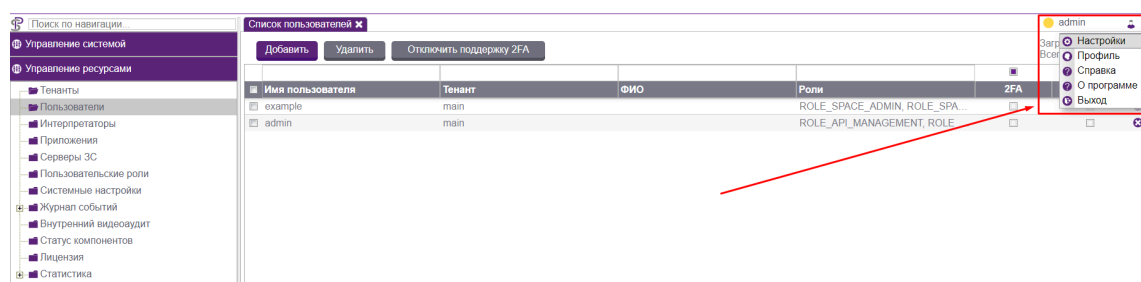 Поиск по навигации...
Управление системой
Управление ресурсами
Тенанты
Пользователи
Интерпретаторы
Приложения
Серверы ЗС
Пользовательские роли
Системные настройки
Журнал событий
Внутренний видеоаудит
Статус компонентов
Лицензия
Статистика
Список пользователей
Добавить Удалить Отключить поддержку 2FA
Имя пользователя Тенант ФИО Роли 2FA
example main ROLE_SPACE_ADMIN, ROLE_SPA...
admin main ROLE_API_MANAGEMENT, ROLE
admin
Настройки
Профиль
Справка
О программе
Выход